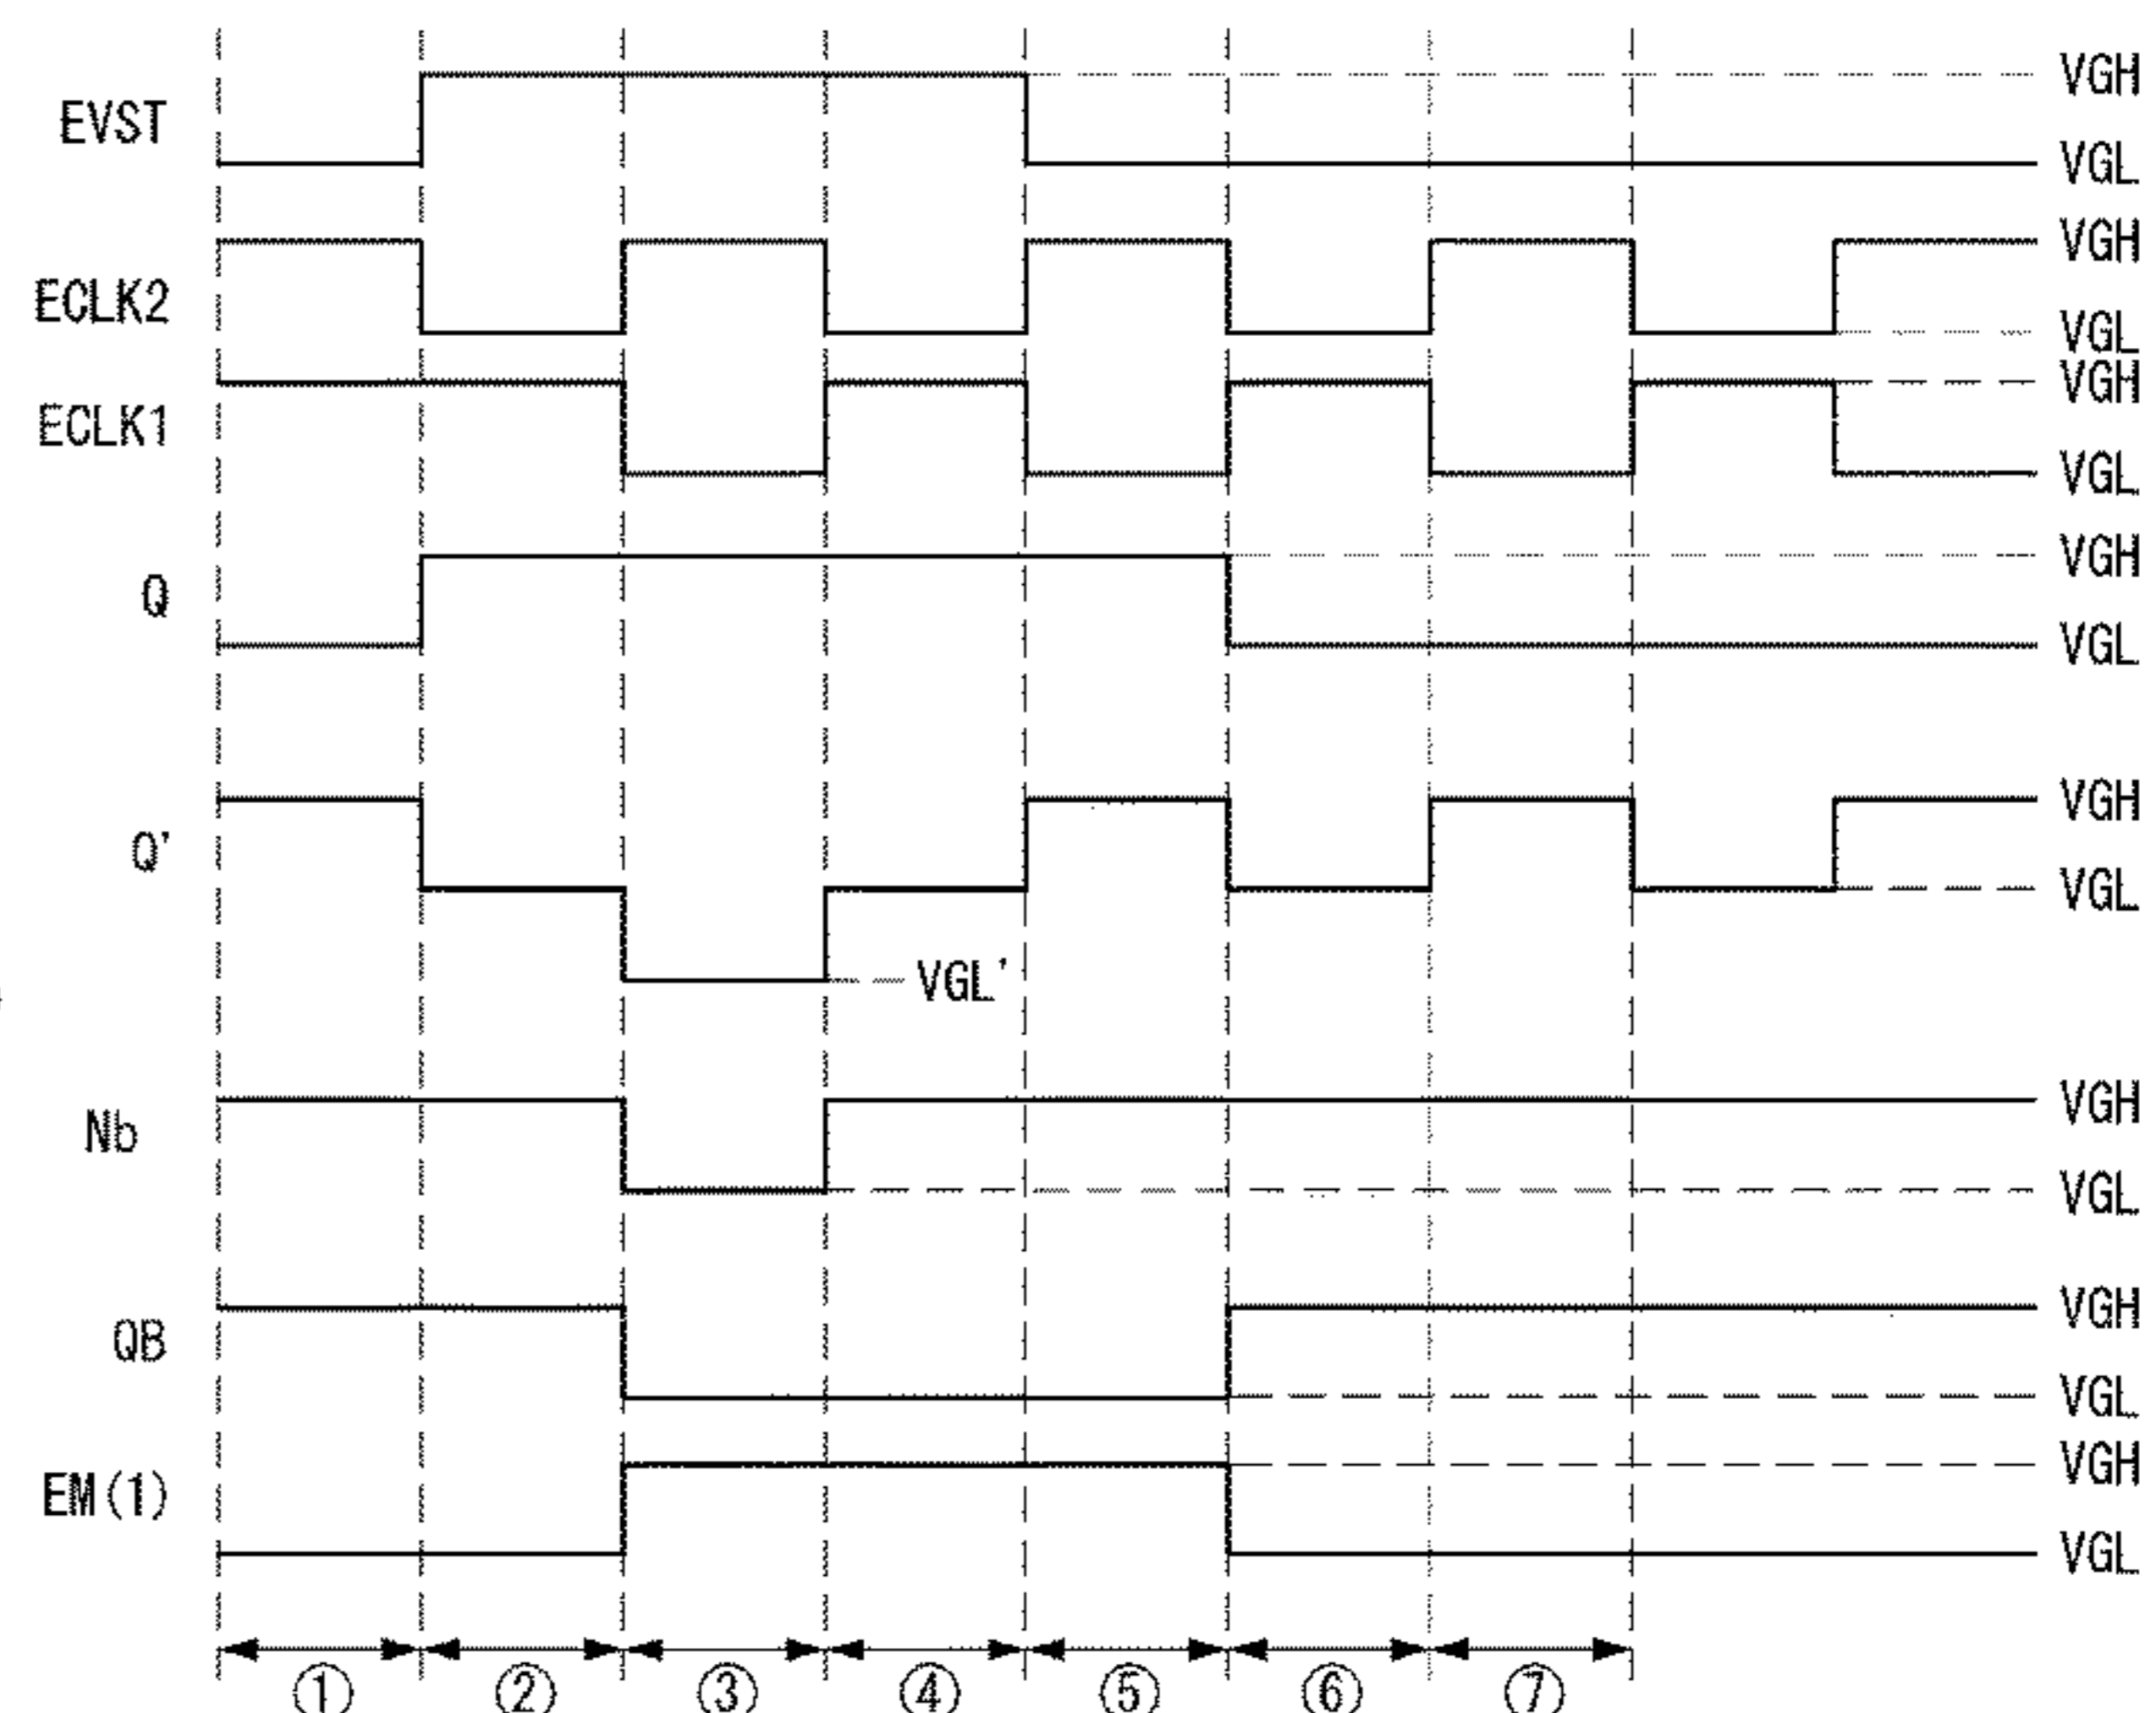 EVST
VGH
VGL
ECLK2
VGH
VGL
ECLK1
VGH
VGL
Q
VGH
VGL
Q'
VGH
VGL
VGL'
Nb
VGH
VGL
QB
VGH
VGL
EM(1)
VGH
VGL
① ② ③ ④ ⑤ ⑥ ⑦